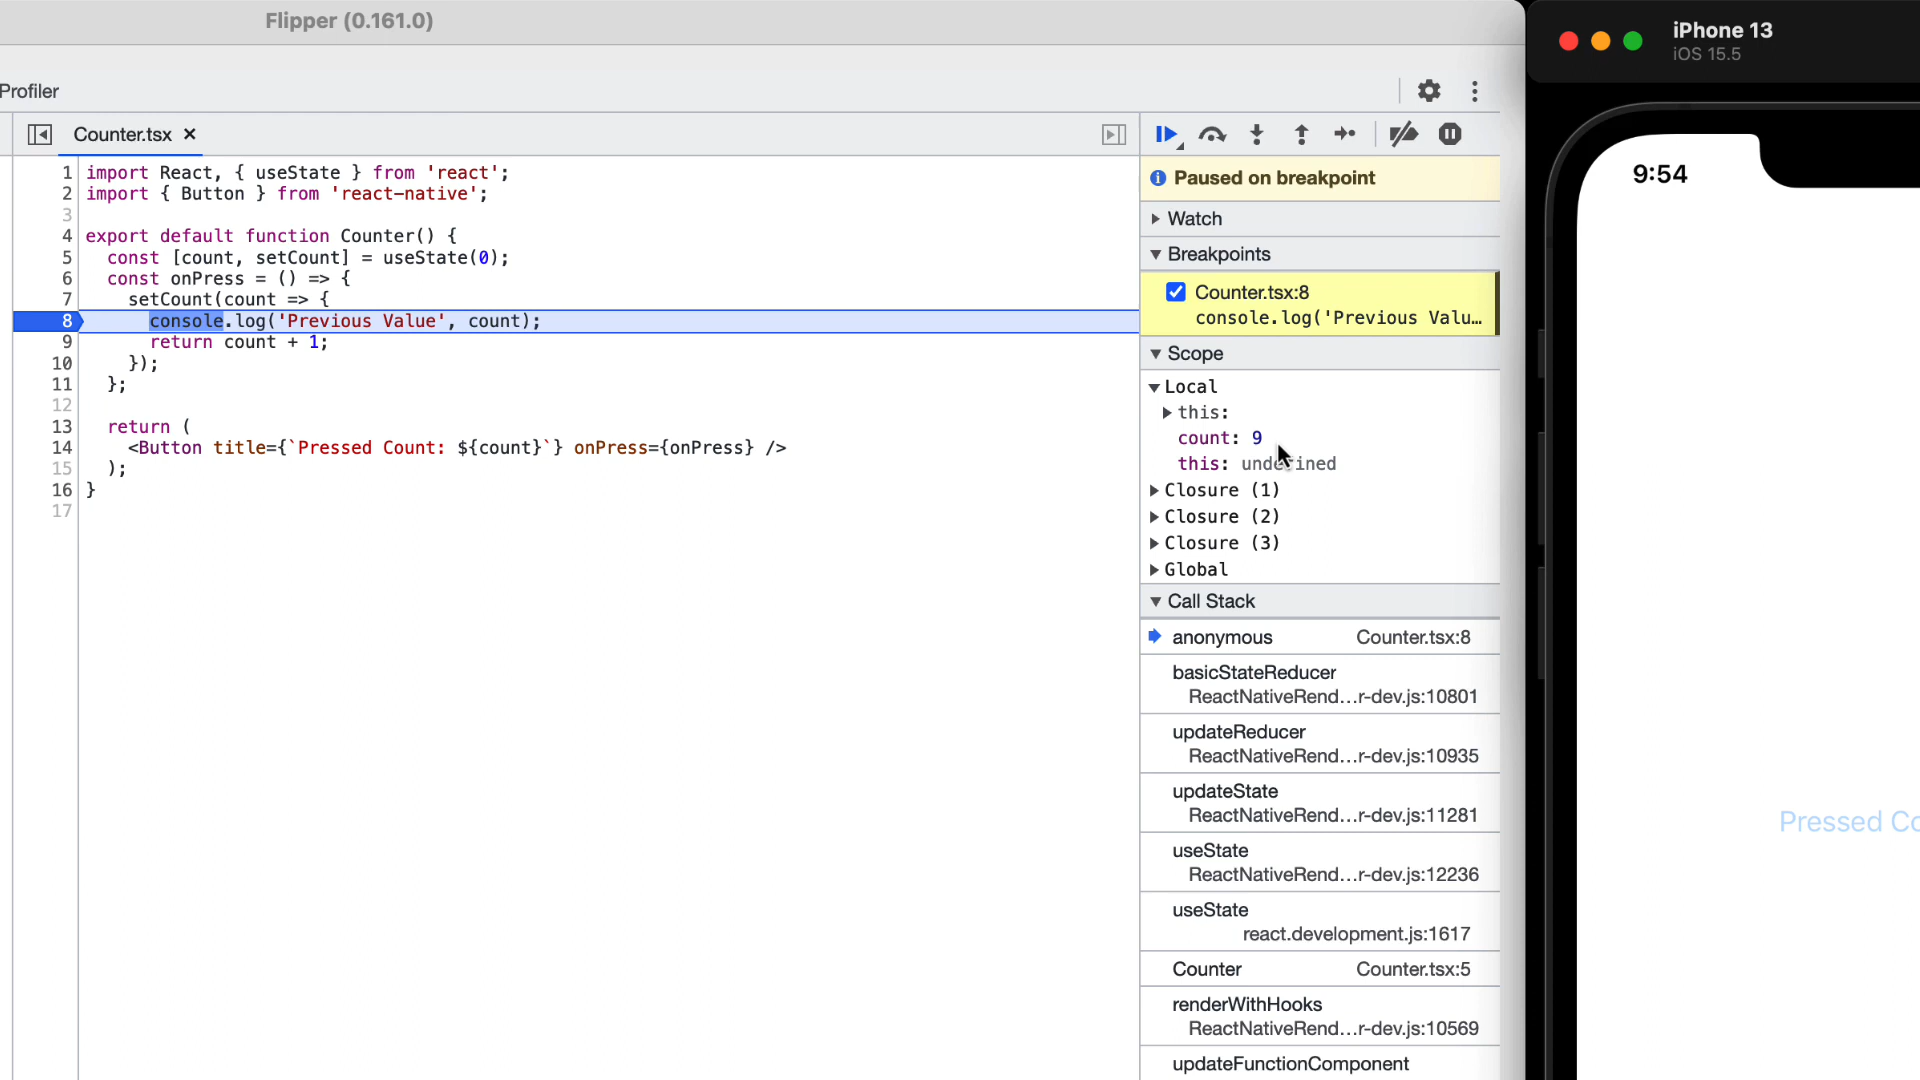 Flipper (0.161.0)
iPhone 13
iOS 15.5
Profiler
Counter.tsx
1 import React, { useState } from 'react';
2 import { Button } from 'react-native';
3
4 export default function Counter() {
5 const [count, setCount] = useState(0);
6 const onPress = () => {
7 setCount(count => {
8 console.log('Previous Value', count);
9 return count + 1;
10 });
11 };
12
13 return (
14 <Button title={`Pressed Count: ${count}`} onPress={onPress} />
15 );
16 }
17
Paused on breakpoint
Watch
Breakpoints
Counter.tsx:8
console.log('Previous Valu…
Scope
Local
this:
count: 9
this: undefined
Closure (1)
Closure (2)
Closure (3)
Global
Call Stack
anonymous Counter.tsx:8
basicStateReducer
ReactNativeRend…r-dev.js:10801
updateReducer
ReactNativeRend…r-dev.js:10935
updateState
ReactNativeRend…r-dev.js:11281
useState
ReactNativeRend…r-dev.js:12236
useState
react.development.js:1617
Counter Counter.tsx:5
renderWithHooks
ReactNativeRend…r-dev.js:10569
updateFunctionComponent
9:54
Pressed Co